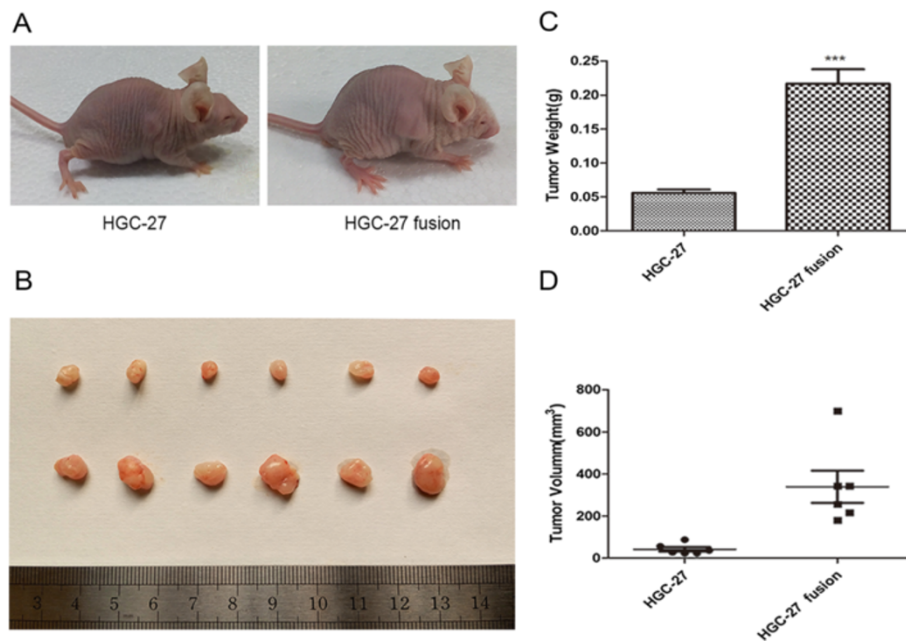 A
HGC-27
HGC-27 fusion
B
3 4 5 6 7 8 9 10 11 12 13 14
C
Tumor Weight(g)
0.25
0.20
0.15
0.10
0.05
0.00
***
HGC-27
HGC-27 fusion
D
Tumor Volumn(mm³)
800
600
400
200
0
HGC-27
HGC-27 fusion